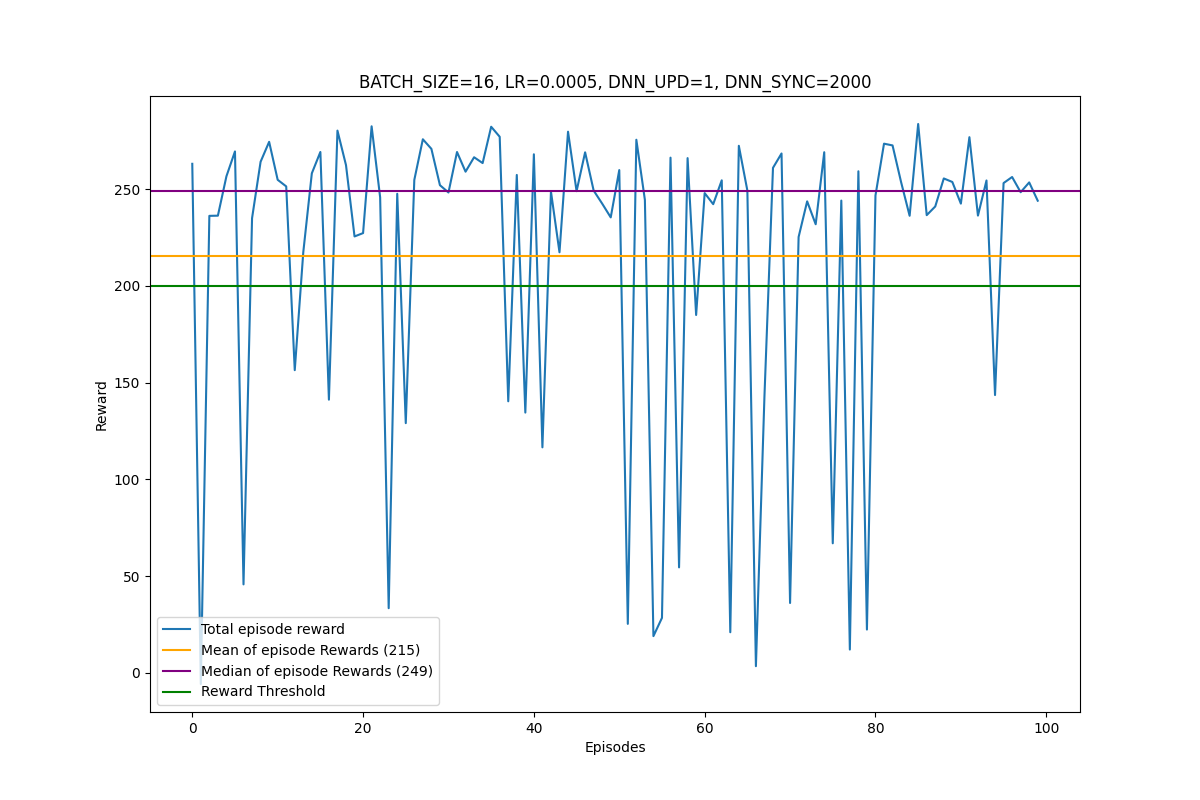 BATCH_SIZE=16, LR=0.0005, DNN_UPD=1, DNN_SYNC=2000
Reward
250
200
150
100
50
0
Total episode reward
Mean of episode Rewards (215)
Median of episode Rewards (249)
Reward Threshold
0 20 40 60 80 100
Episodes